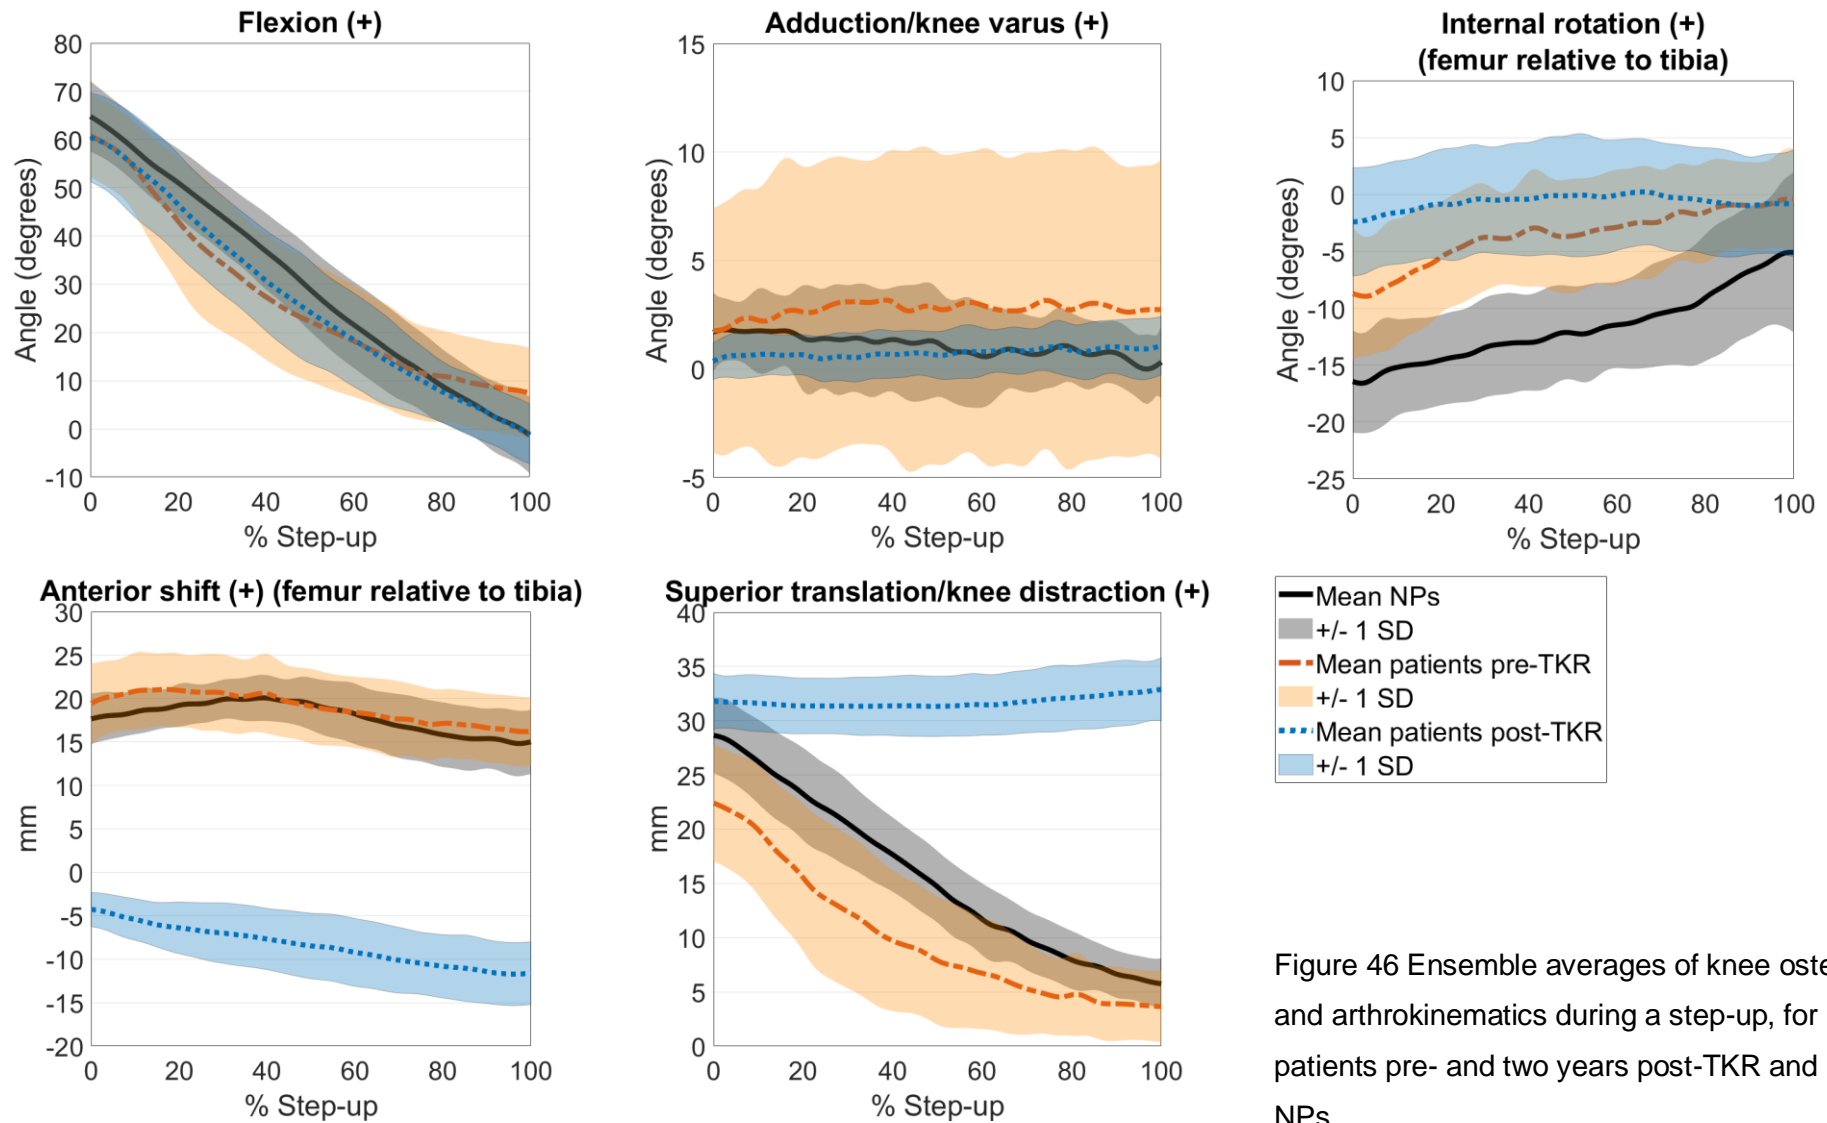 Flexion (+)
80
70
60
50
40
30
20
10
0
-10
Angle (degrees)
0 20 40 60 80 100
% Step-up
Adduction/knee varus (+)
15
10
5
0
-5
Angle (degrees)
0 20 40 60 80 100
% Step-up
Internal rotation (+)
(femur relative to tibia)
10
5
0
-5
-10
-15
-20
-25
Angle (degrees)
0 20 40 60 80 100
% Step-up
Anterior shift (+) (femur relative to tibia)
30
25
20
15
10
5
0
-5
-10
-15
-20
mm
0 20 40 60 80 100
% Step-up
Superior translation/knee distraction (+)
40
35
30
25
20
15
10
5
0
mm
0 20 40 60 80 100
% Step-up
Mean NPs
+/- 1 SD
Mean patients pre-TKR
+/- 1 SD
Mean patients post-TKR
+/- 1 SD
Figure 46 Ensemble averages of knee oste
and arthrokinematics during a step-up, for
patients pre- and two years post-TKR and
NPs